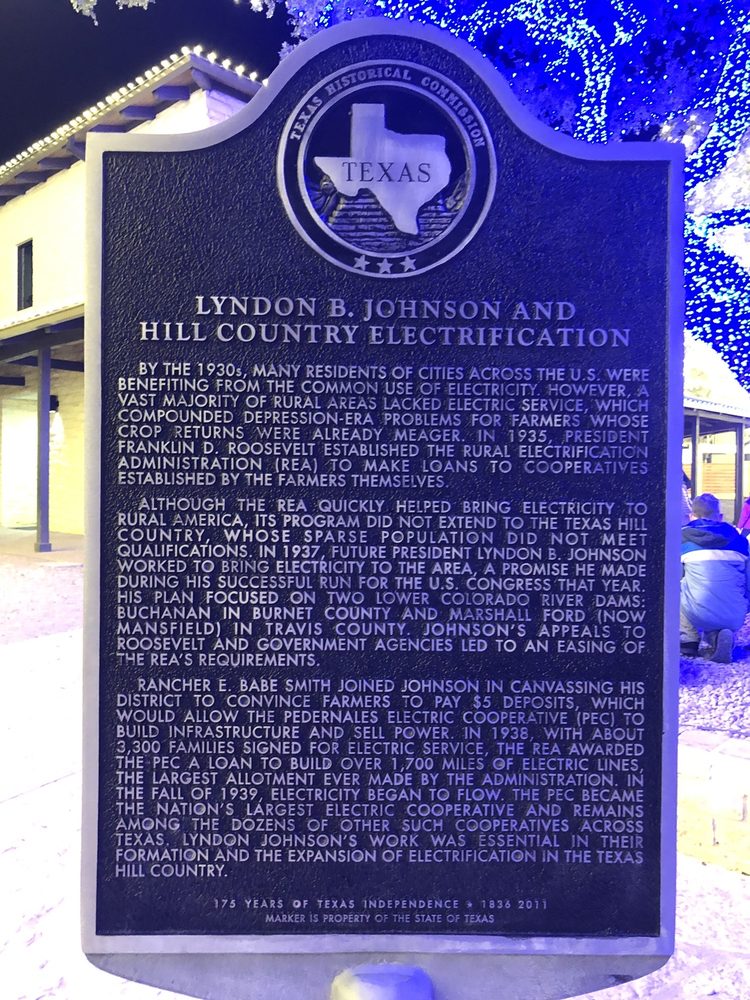 TEXAS HISTORICAL COMMISSION
TEXAS
LYNDON B. JOHNSON AND
HILL COUNTRY ELECTRIFICATION
BY THE 1930s, MANY RESIDENTS OF CITIES ACROSS THE U.S. WERE
BENEFITING FROM THE COMMON USE OF ELECTRICITY. HOWEVER, A
VAST MAJORITY OF RURAL AREAS LACKED ELECTRIC SERVICE, WHICH
COMPOUNDED DEPRESSION-ERA PROBLEMS FOR FARMERS WHOSE
CROP RETURNS WERE ALREADY MEAGER. IN 1935, PRESIDENT
FRANKLIN D. ROOSEVELT ESTABLISHED THE RURAL ELECTRIFICATION
ADMINISTRATION (REA) TO MAKE LOANS TO COOPERATIVES
ESTABLISHED BY THE FARMERS THEMSELVES.
ALTHOUGH THE REA QUICKLY HELPED BRING ELECTRICITY TO
RURAL AMERICA, ITS PROGRAM DID NOT EXTEND TO THE TEXAS HILL
COUNTRY, WHOSE SPARSE POPULATION DID NOT MEET
QUALIFICATIONS. IN 1937, FUTURE PRESIDENT LYNDON B. JOHNSON
WORKED TO BRING ELECTRICITY TO THE AREA, A PROMISE HE MADE
DURING HIS SUCCESSFUL RUN FOR THE U.S. CONGRESS THAT YEAR.
HIS PLAN FOCUSED ON TWO LOWER COLORADO RIVER DAMS:
BUCHANAN IN BURNET COUNTY AND MARSHALL FORD (NOW
MANSFIELD) IN TRAVIS COUNTY. JOHNSON'S APPEALS TO
ROOSEVELT AND GOVERNMENT AGENCIES LED TO AN EASING OF
THE REA'S REQUIREMENTS.
RANCHER E. BABE SMITH JOINED JOHNSON IN CANVASSING HIS
DISTRICT TO CONVINCE FARMERS TO PAY $5 DEPOSITS, WHICH
WOULD ALLOW THE PEDERNALES ELECTRIC COOPERATIVE (PEC) TO
BUILD INFRASTRUCTURE AND SELL POWER. IN 1938, WITH ABOUT
3,300 FAMILIES SIGNED FOR ELECTRIC SERVICE, THE REA AWARDED
THE PEC A LOAN TO BUILD OVER 1,700 MILES OF ELECTRIC LINES,
THE LARGEST ALLOTMENT EVER MADE BY THE ADMINISTRATION. IN
THE FALL OF 1939, ELECTRICITY BEGAN TO FLOW. THE PEC BECAME
THE NATION'S LARGEST ELECTRIC COOPERATIVE AND REMAINS
AMONG THE DOZENS OF OTHER SUCH COOPERATIVES ACROSS
TEXAS. LYNDON JOHNSON'S WORK WAS ESSENTIAL IN THEIR
FORMATION AND THE EXPANSION OF ELECTRIFICATION IN THE TEXAS
HILL COUNTRY.
175 YEARS OF TEXAS INDEPENDENCE ★ 1836 2011
MARKER IS PROPERTY OF THE STATE OF TEXAS